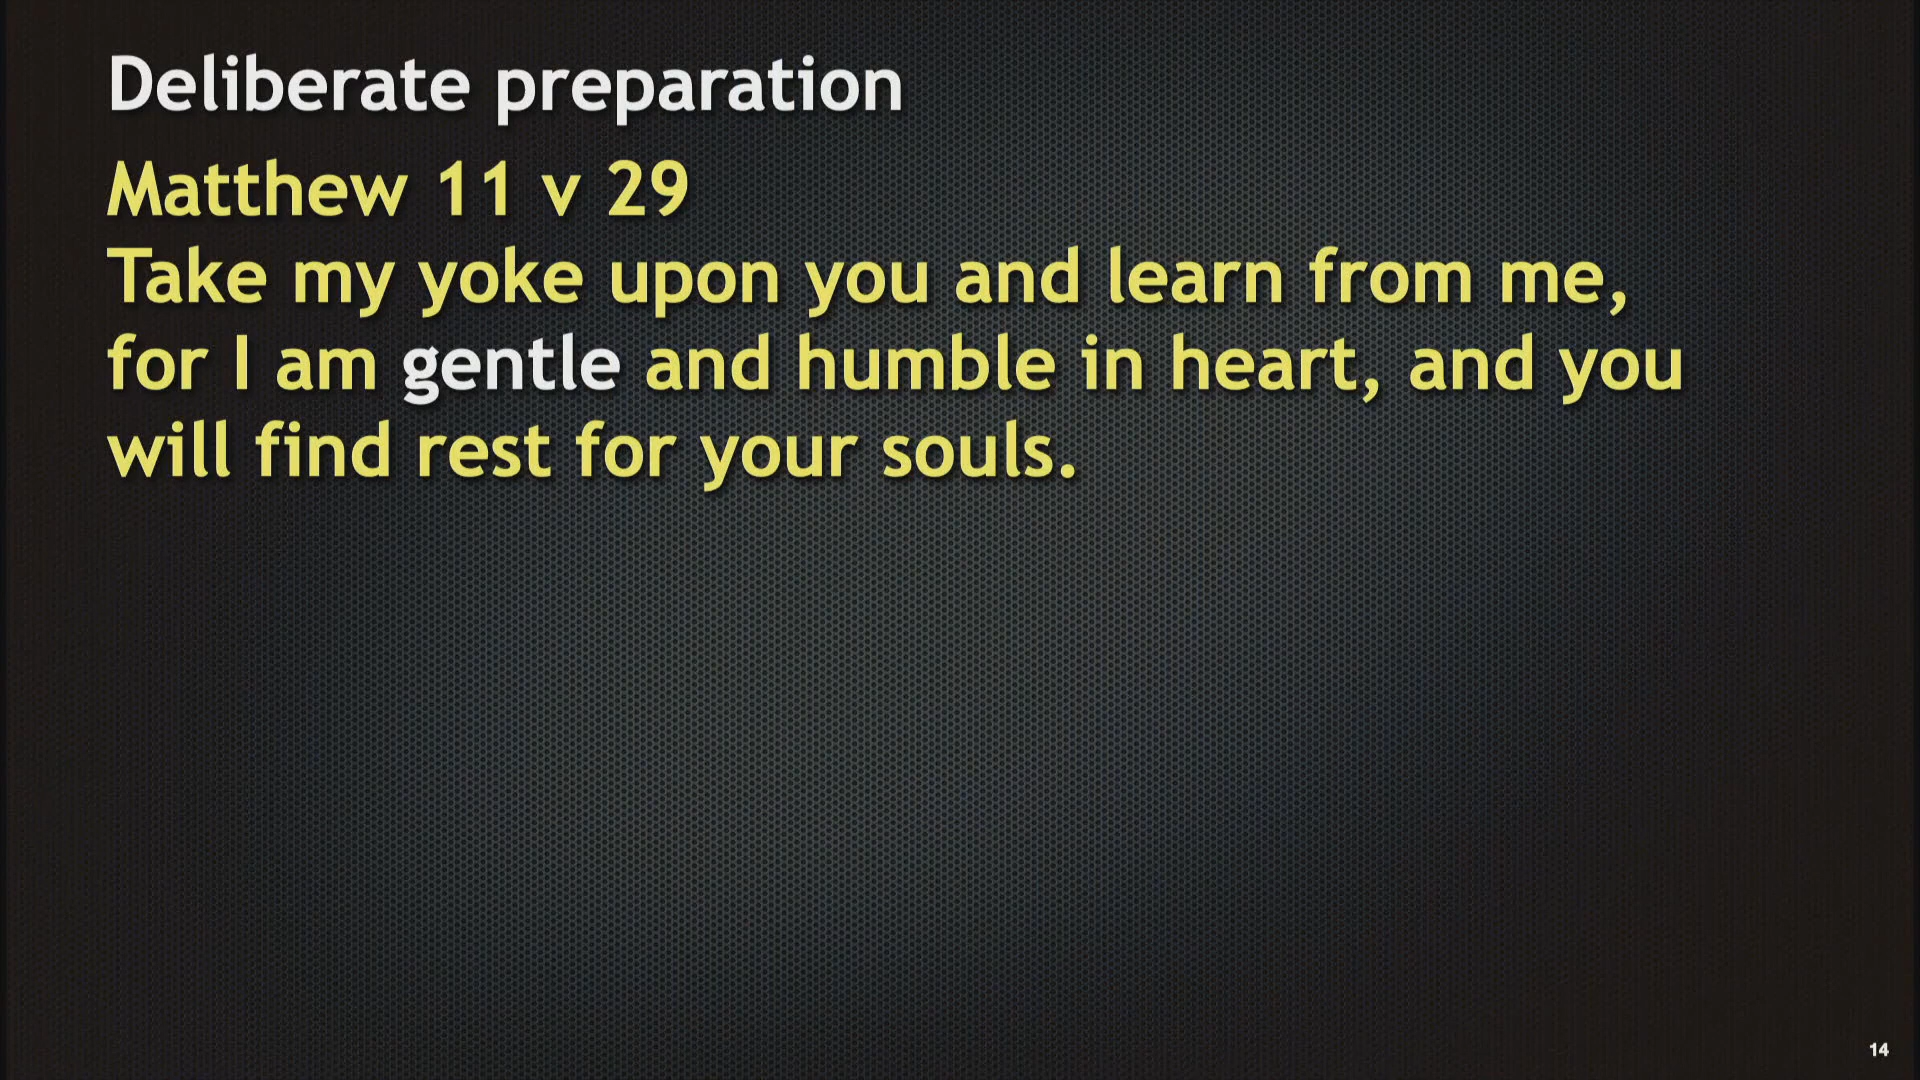 Deliberate preparation
Matthew 11 v 29
Take my yoke upon you and learn from me,
for I am gentle and humble in heart, and you
will find rest for your souls.
14